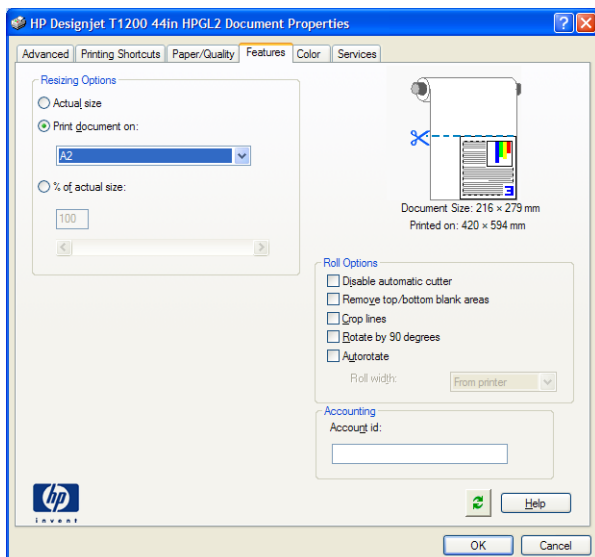 HP Designjet T1200 44in HPGL2 Document Properties
Advanced Printing Shortcuts Paper/Quality Features Color Services
Resizing Options
Actual size
Print document on:
A2
% of actual size:
100
Document Size: 216 × 279 mm
Printed on: 420 × 594 mm
Roll Options
Disable automatic cutter
Remove top/bottom blank areas
Crop lines
Rotate by 90 degrees
Autorotate
Roll width: From printer
Accounting
Account id:
hp
invent
Help
OK Cancel